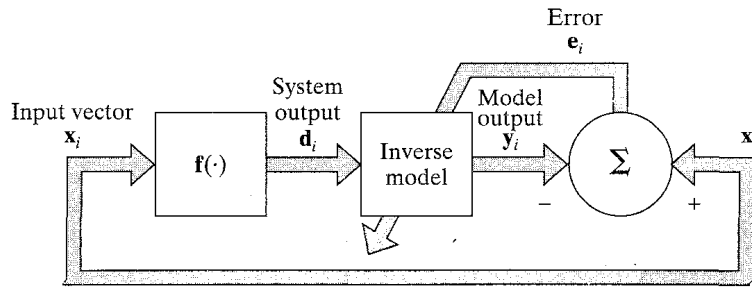 Error
e_i
System
output
d_i
Input vector
x_i
Model
output
y_i
f(·)
Inverse
model
Σ
x
−
+